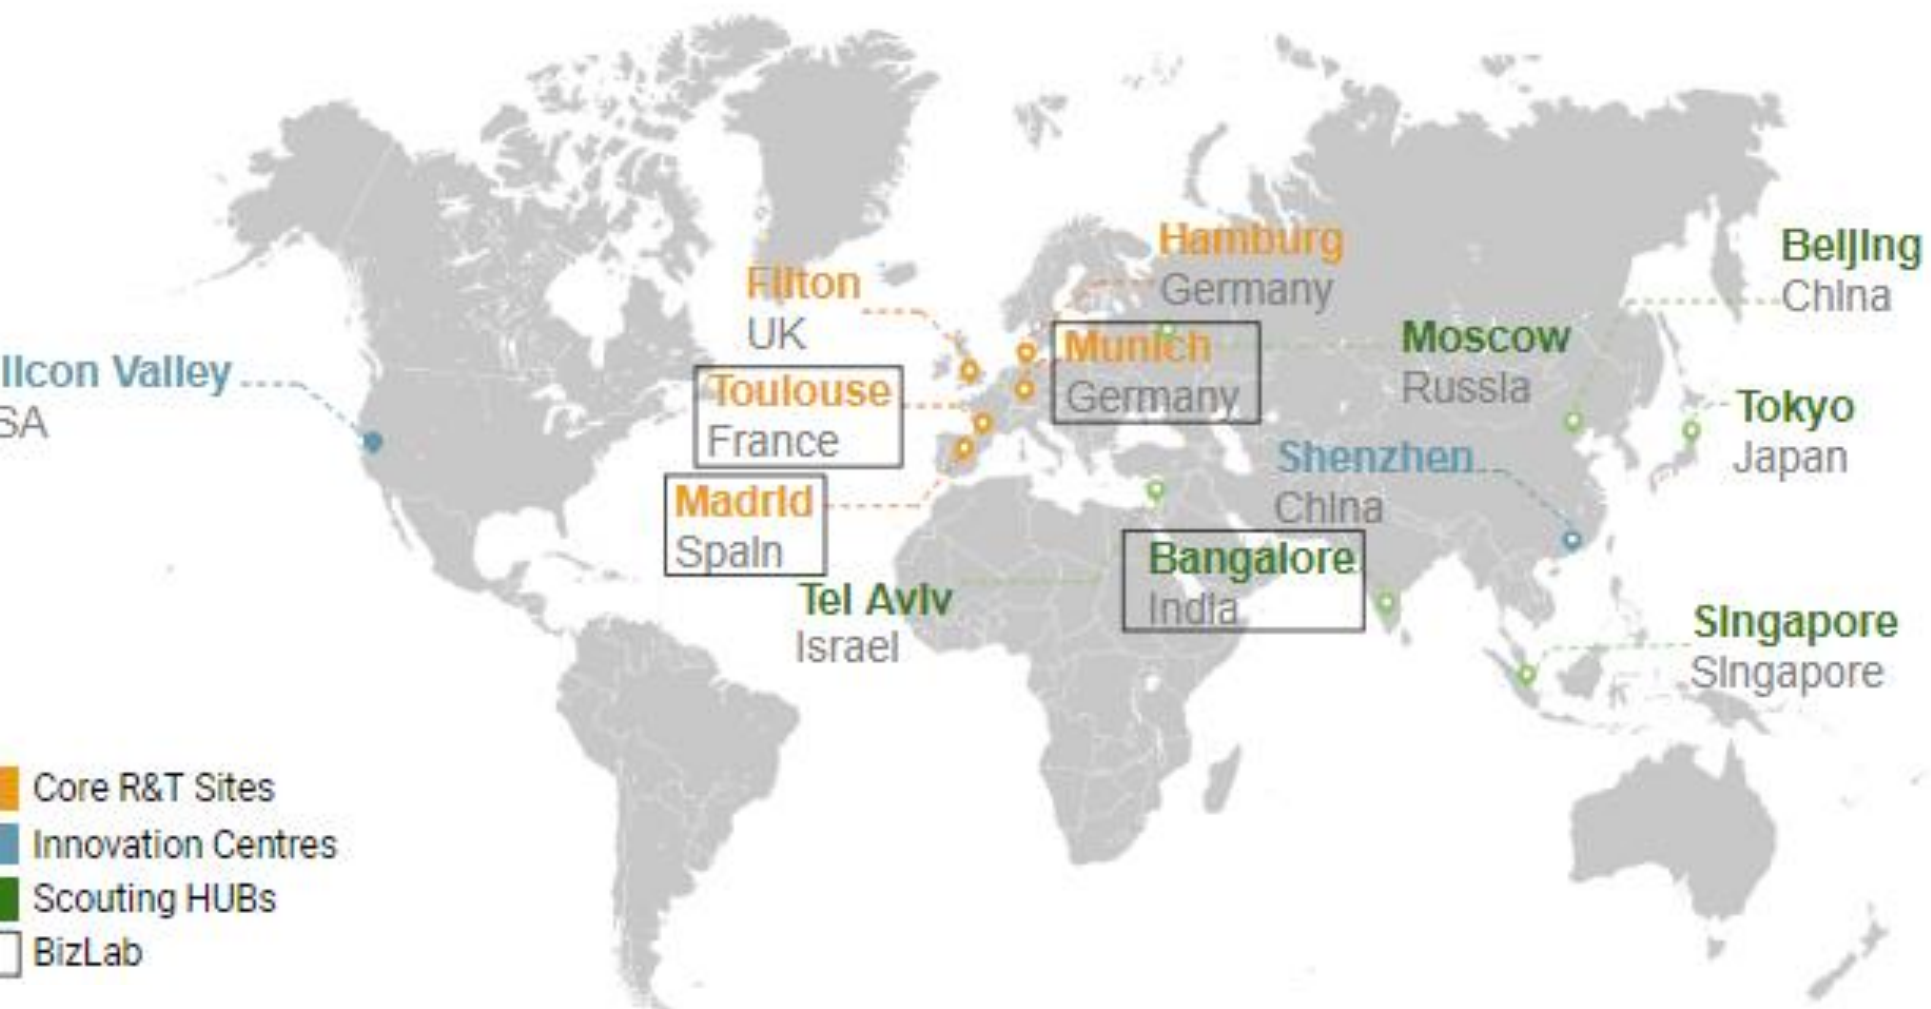 Hamburg
Germany
Beijing
China
Filton
UK
Moscow
Russia
Munich
Germany
ilicon Valley
SA
Toulouse
France
Tokyo
Japan
Shenzhen
China
Madrid
Spain
Bangalore
India
Tel Aviv
Israel
Singapore
Singapore
Core R&T Sites
Innovation Centres
Scouting HUBs
BizLab